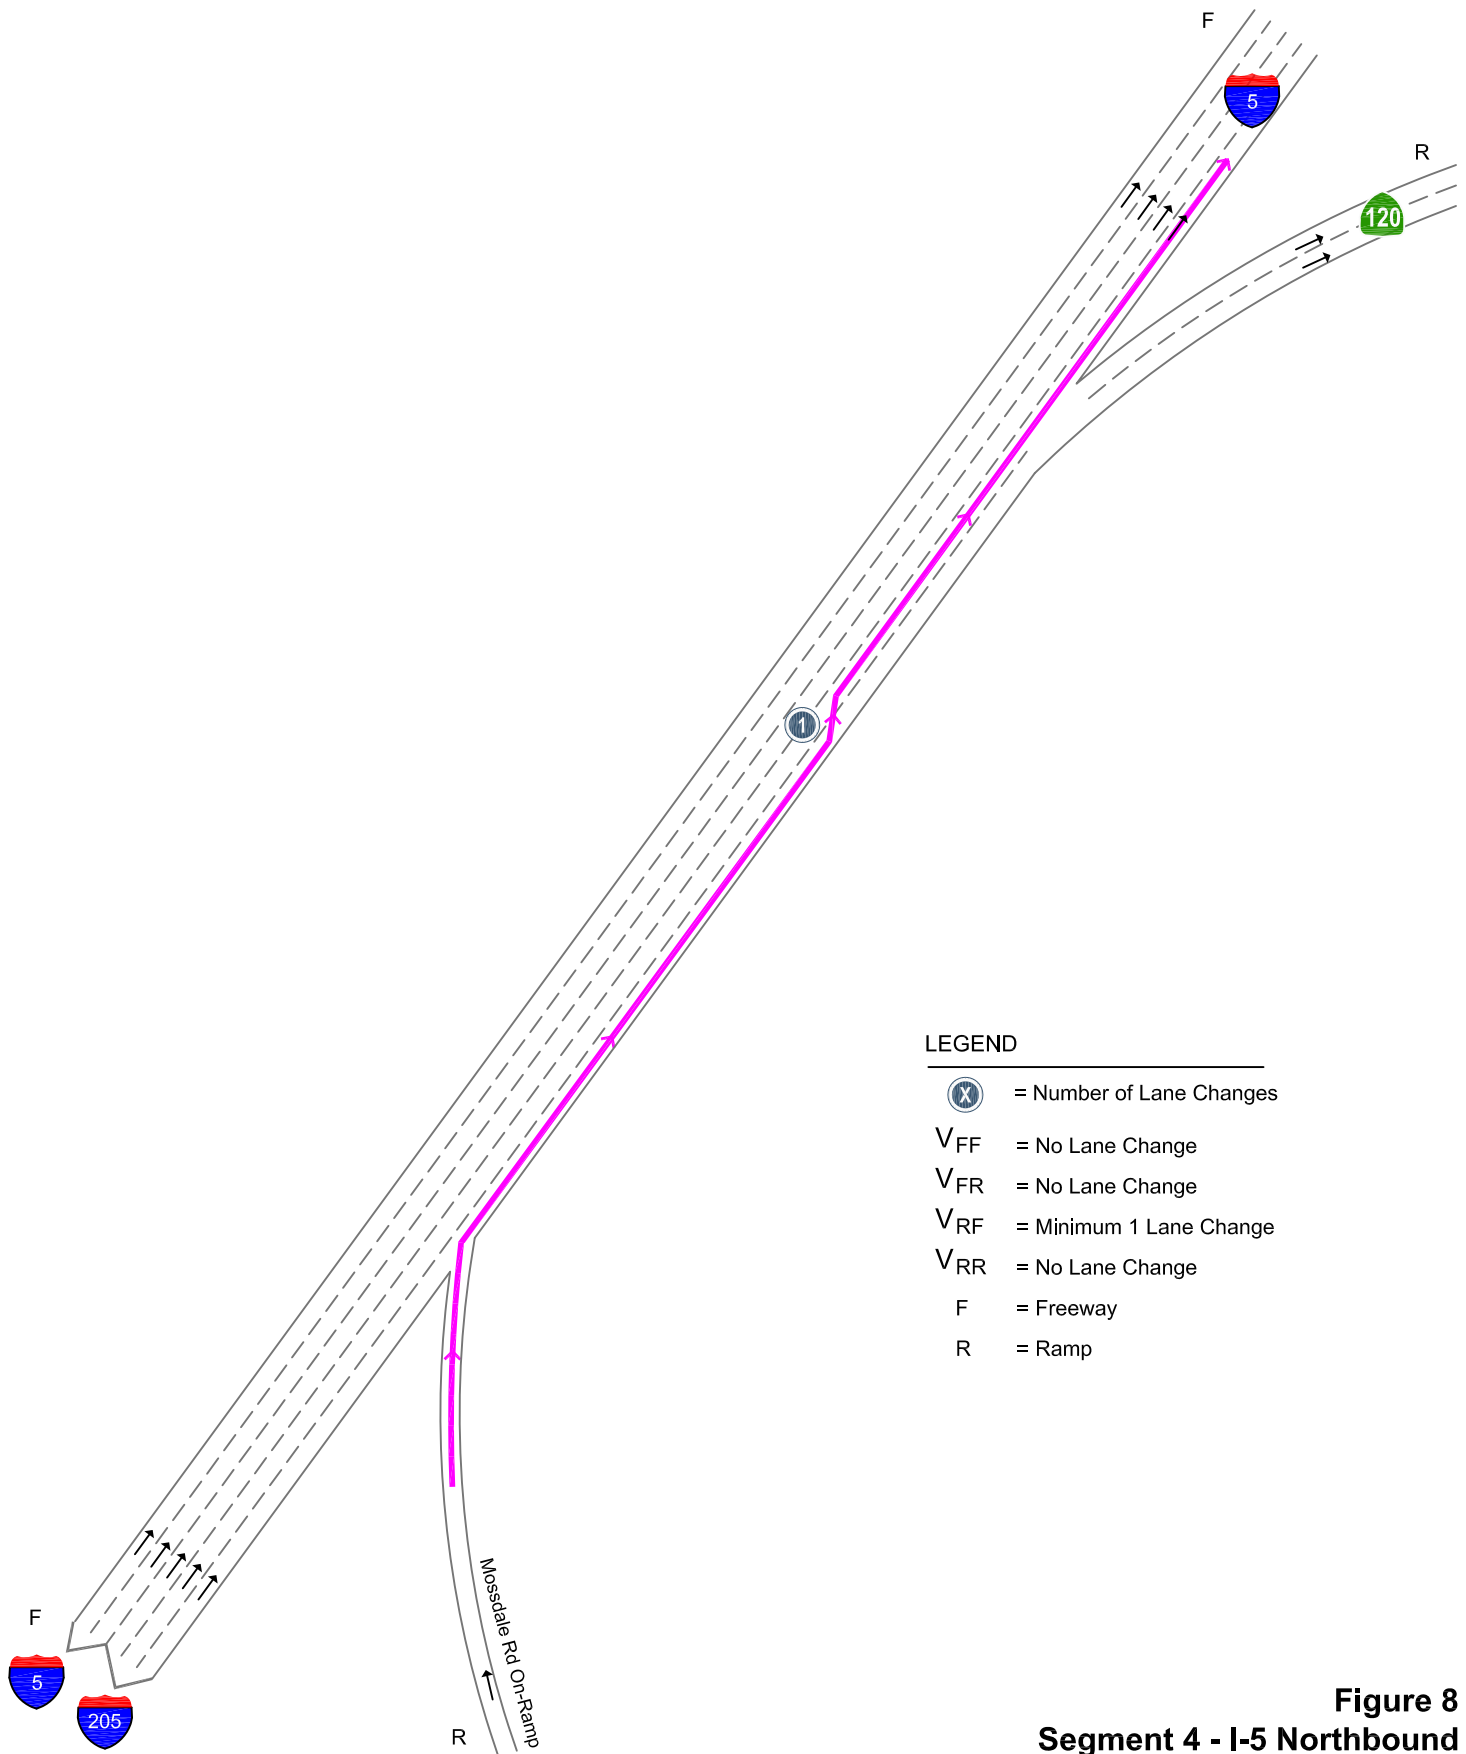 F
5
R
120
1
LEGEND
X = Number of Lane Changes
VFF = No Lane Change
VFR = No Lane Change
VRF = Minimum 1 Lane Change
VRR = No Lane Change
F = Freeway
R = Ramp
Mossdale Rd On-Ramp
F
5
205
R
Figure 8
Segment 4 - I-5 Northbound